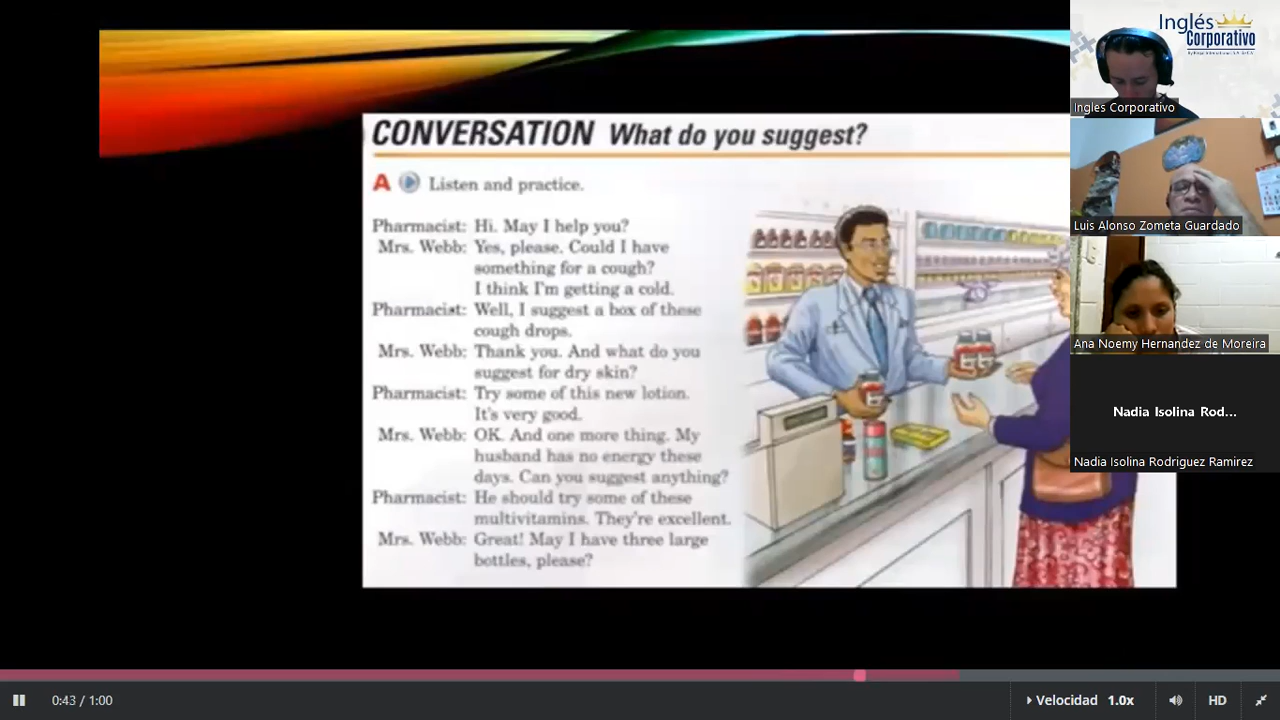 CONVERSATION What do you suggest?
A Listen and practice.
Pharmacist: Hi. May I help you?
Mrs. Webb: Yes, please. Could I have
something for a cough?
I think I'm getting a cold.
Pharmacist: Well, I suggest a box of these
cough drops.
Mrs. Webb: Thank you. And what do you
suggest for dry skin?
Pharmacist: Try some of this new lotion.
It's very good.
Mrs. Webb: OK. And one more thing. My
husband has no energy these
days. Can you suggest anything?
Pharmacist: He should try some of these
multivitamins. They're excellent.
Mrs. Webb: Great! May I have three large
bottles, please?
Inglés
Corporativo
Ingles Corporativo
Luis Alonso Zometa Guardado
Ana Noemy Hernandez de Moreira
Nadia Isolina Rod...
Nadia Isolina Rodriguez Ramirez
0:43 / 1:00
Velocidad 1.0x
HD